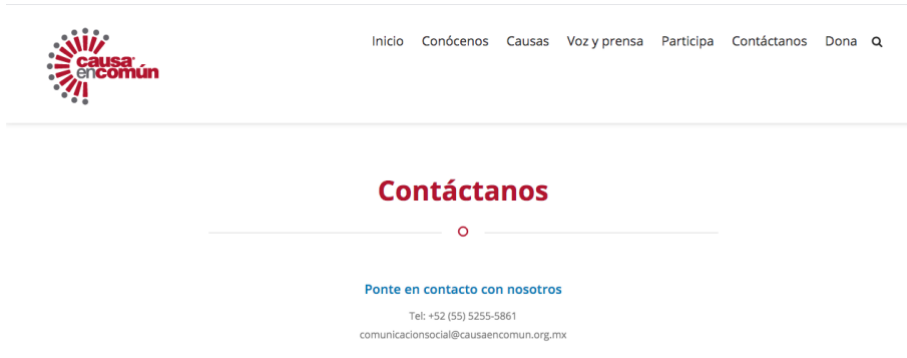 causa
encomún
Inicio Conócenos Causas Voz y prensa Participa Contáctanos Dona
Contáctanos
Ponte en contacto con nosotros
Tel: +52 (55) 5255-5861
comunicacionsocial@causaencomun.org.mx